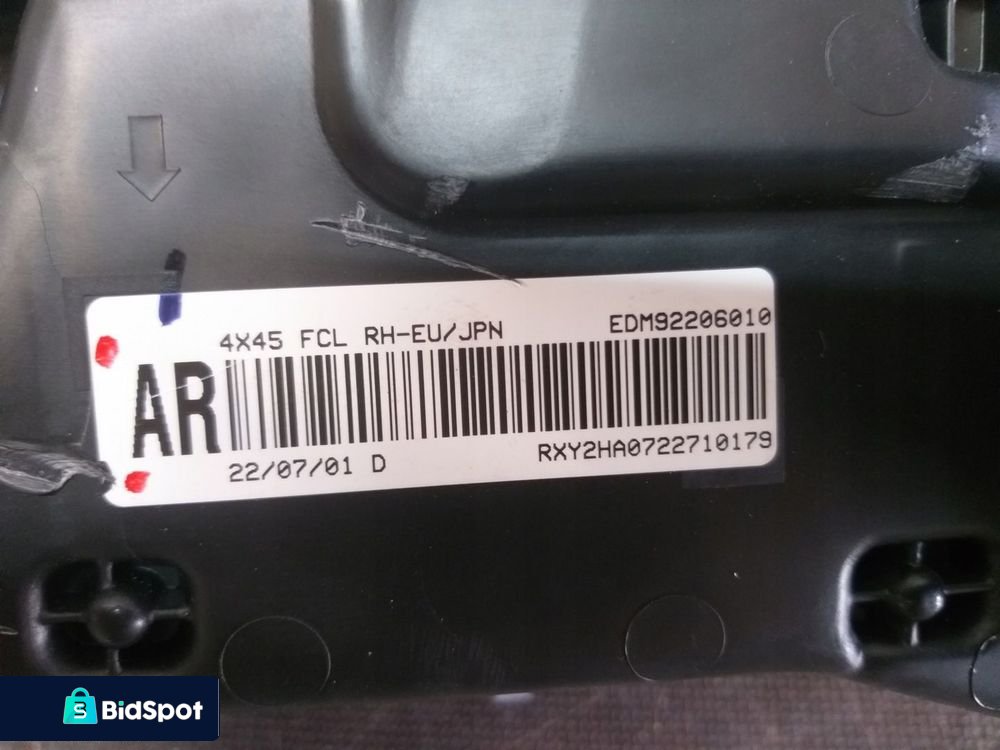 4X45 FCL RH-EU/JPN EDM92206010
AR
22/07/01 D RXY2HA0722710179
BidSpot